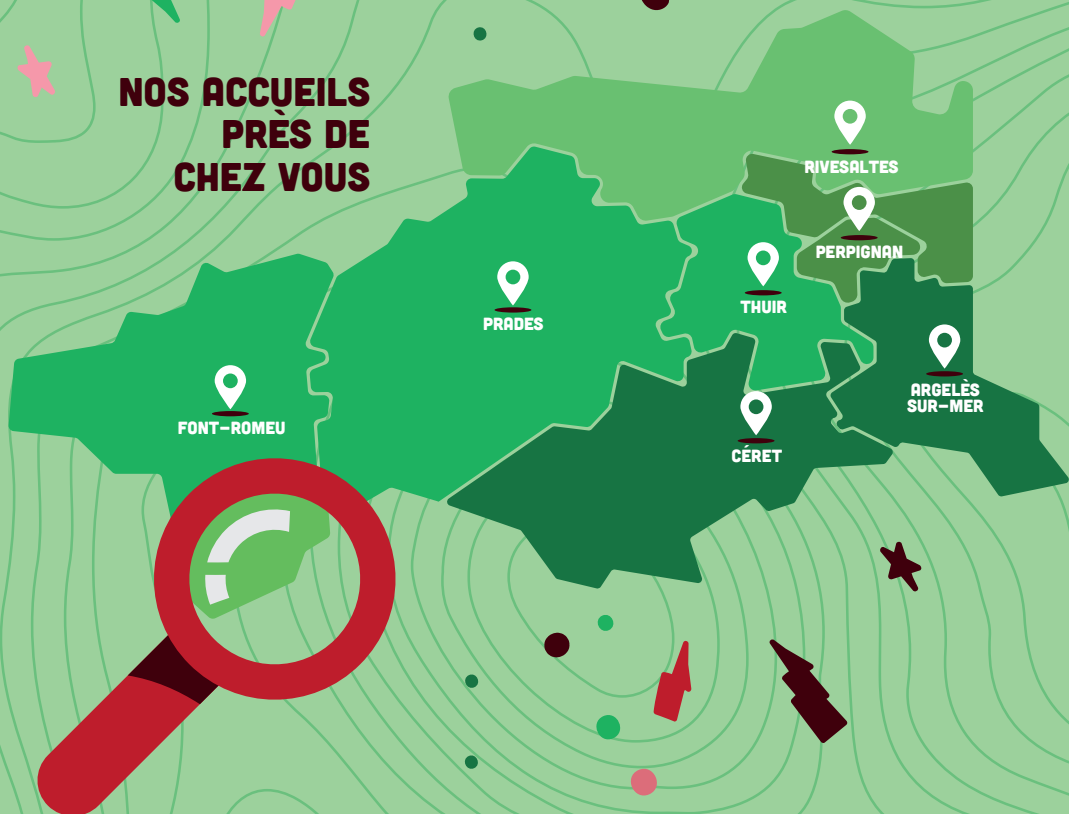 NOS ACCUEILS
PRÈS DE
CHEZ VOUS
RIVESALTES
PERPIGNAN
THUIR
PRADES
ARGELÈS
SUR-MER
FONT-ROMEU
CÉRET